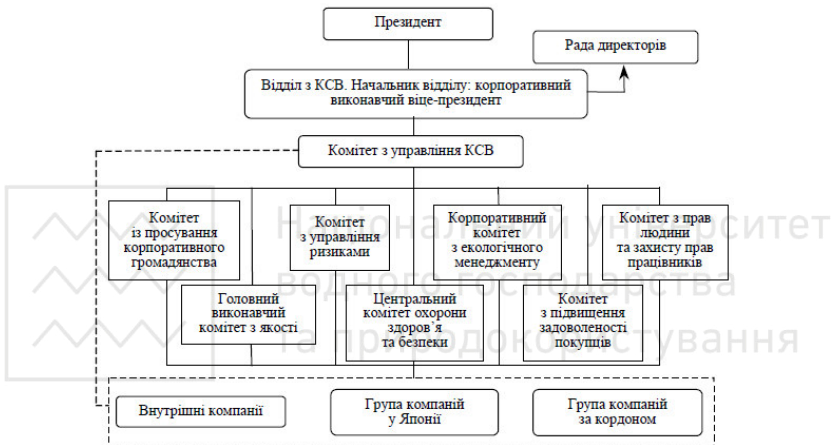 Президент
Рада директорів
Відділ з КСВ. Начальник відділу: корпоративний
виконавчий віце-президент
Комітет з управління КСВ
Комітет
із просування
корпоративного
громадянства
Комітет
з управління
ризиками
Корпоративний
комітет
з екологічного
менеджменту
Комітет з прав
людини
та захисту прав
працівників
Головний
виконавчий
комітет з якості
Центральний
комітет охорони
здоров`я
та безпеки
Комітет
з підвищення
задоволеності
покупців
Внутрішні компанії
Група компаній
у Японії
Група компаній
за кордоном
Національний університет
водного господарства
та природокористування